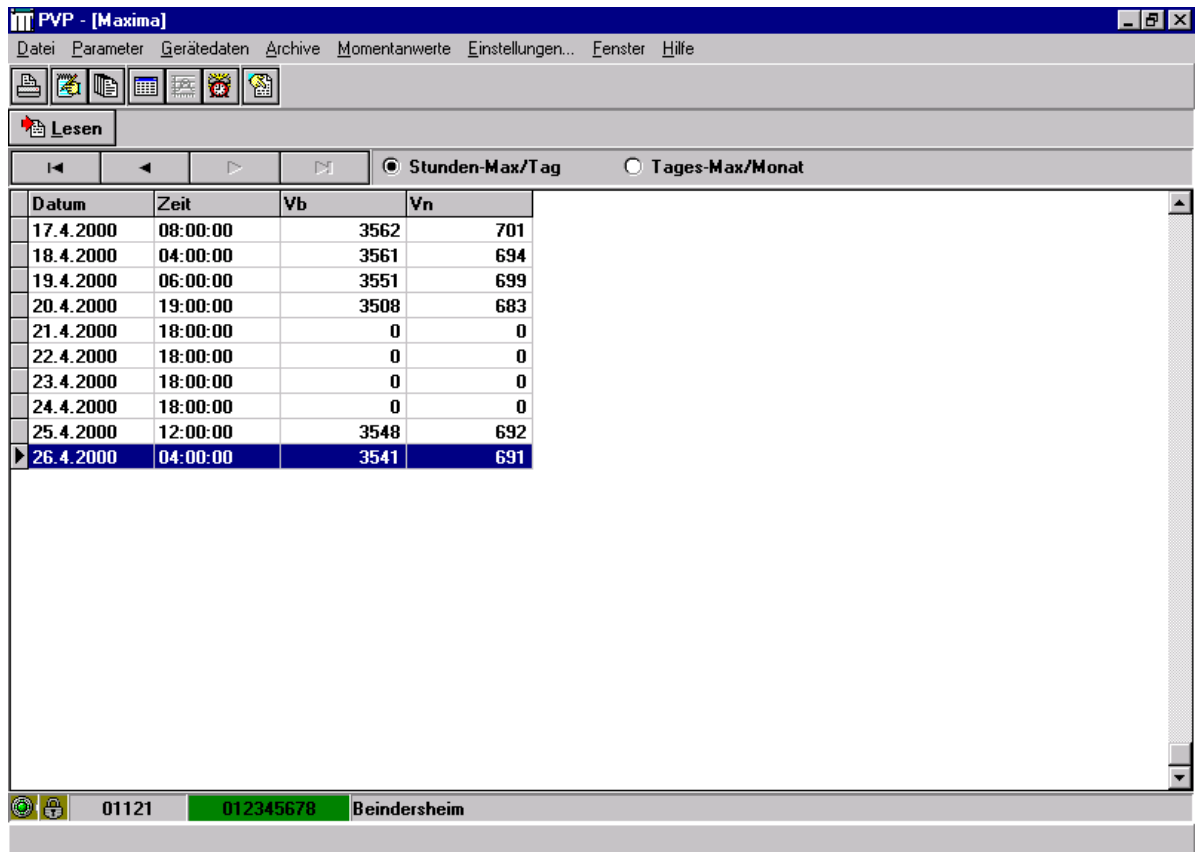 PVP - [Maxima]
Datei Parameter Gerätedaten Archive Momentanwerte Einstellungen... Fenster Hilfe
Lesen
Stunden-Max/Tag Tages-Max/Monat
Datum Zeit Vb Vn
17.4.2000 08:00:00 3562 701
18.4.2000 04:00:00 3561 694
19.4.2000 06:00:00 3551 699
20.4.2000 19:00:00 3508 683
21.4.2000 18:00:00 0 0
22.4.2000 18:00:00 0 0
23.4.2000 18:00:00 0 0
24.4.2000 18:00:00 0 0
25.4.2000 12:00:00 3548 692
26.4.2000 04:00:00 3541 691
01121 012345678 Beindersheim